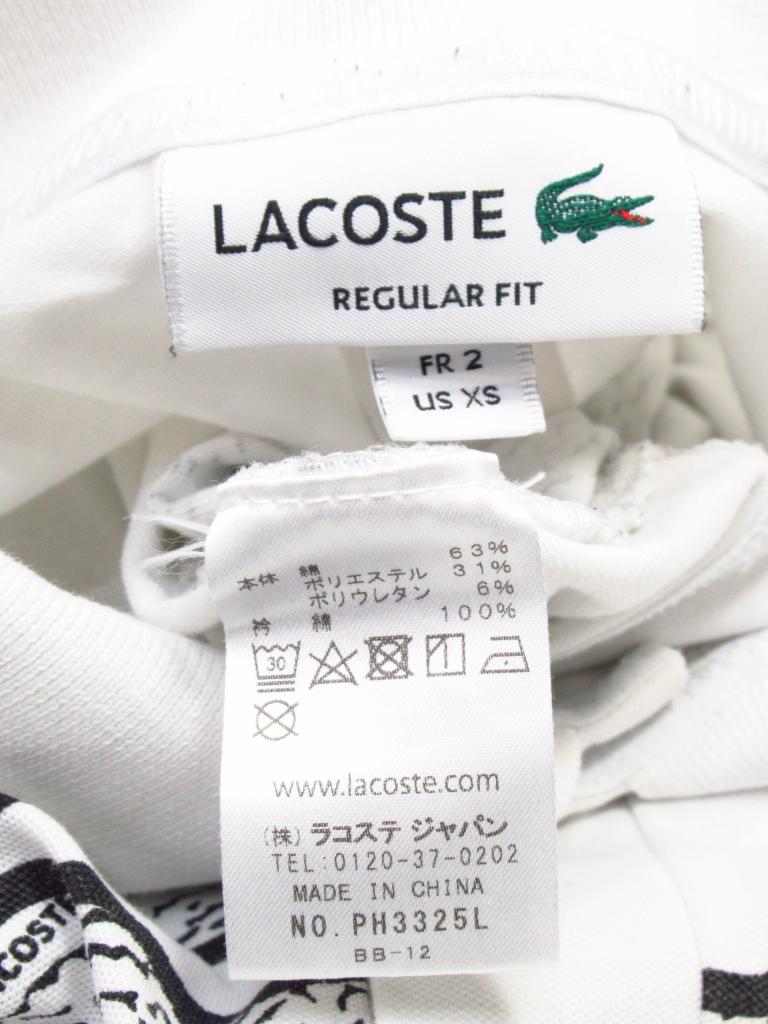 LACOSTE
REGULAR FIT
FR 2
US XS
本体 綿 63%
ポリエステル 31%
ポリウレタン 6%
衿 綿 100%
30
www.lacoste.com
(株) ラコステ ジャパン
TEL:0120-37-0202
MADE IN CHINA
NO. PH3325L
BB-12
LACOSTE